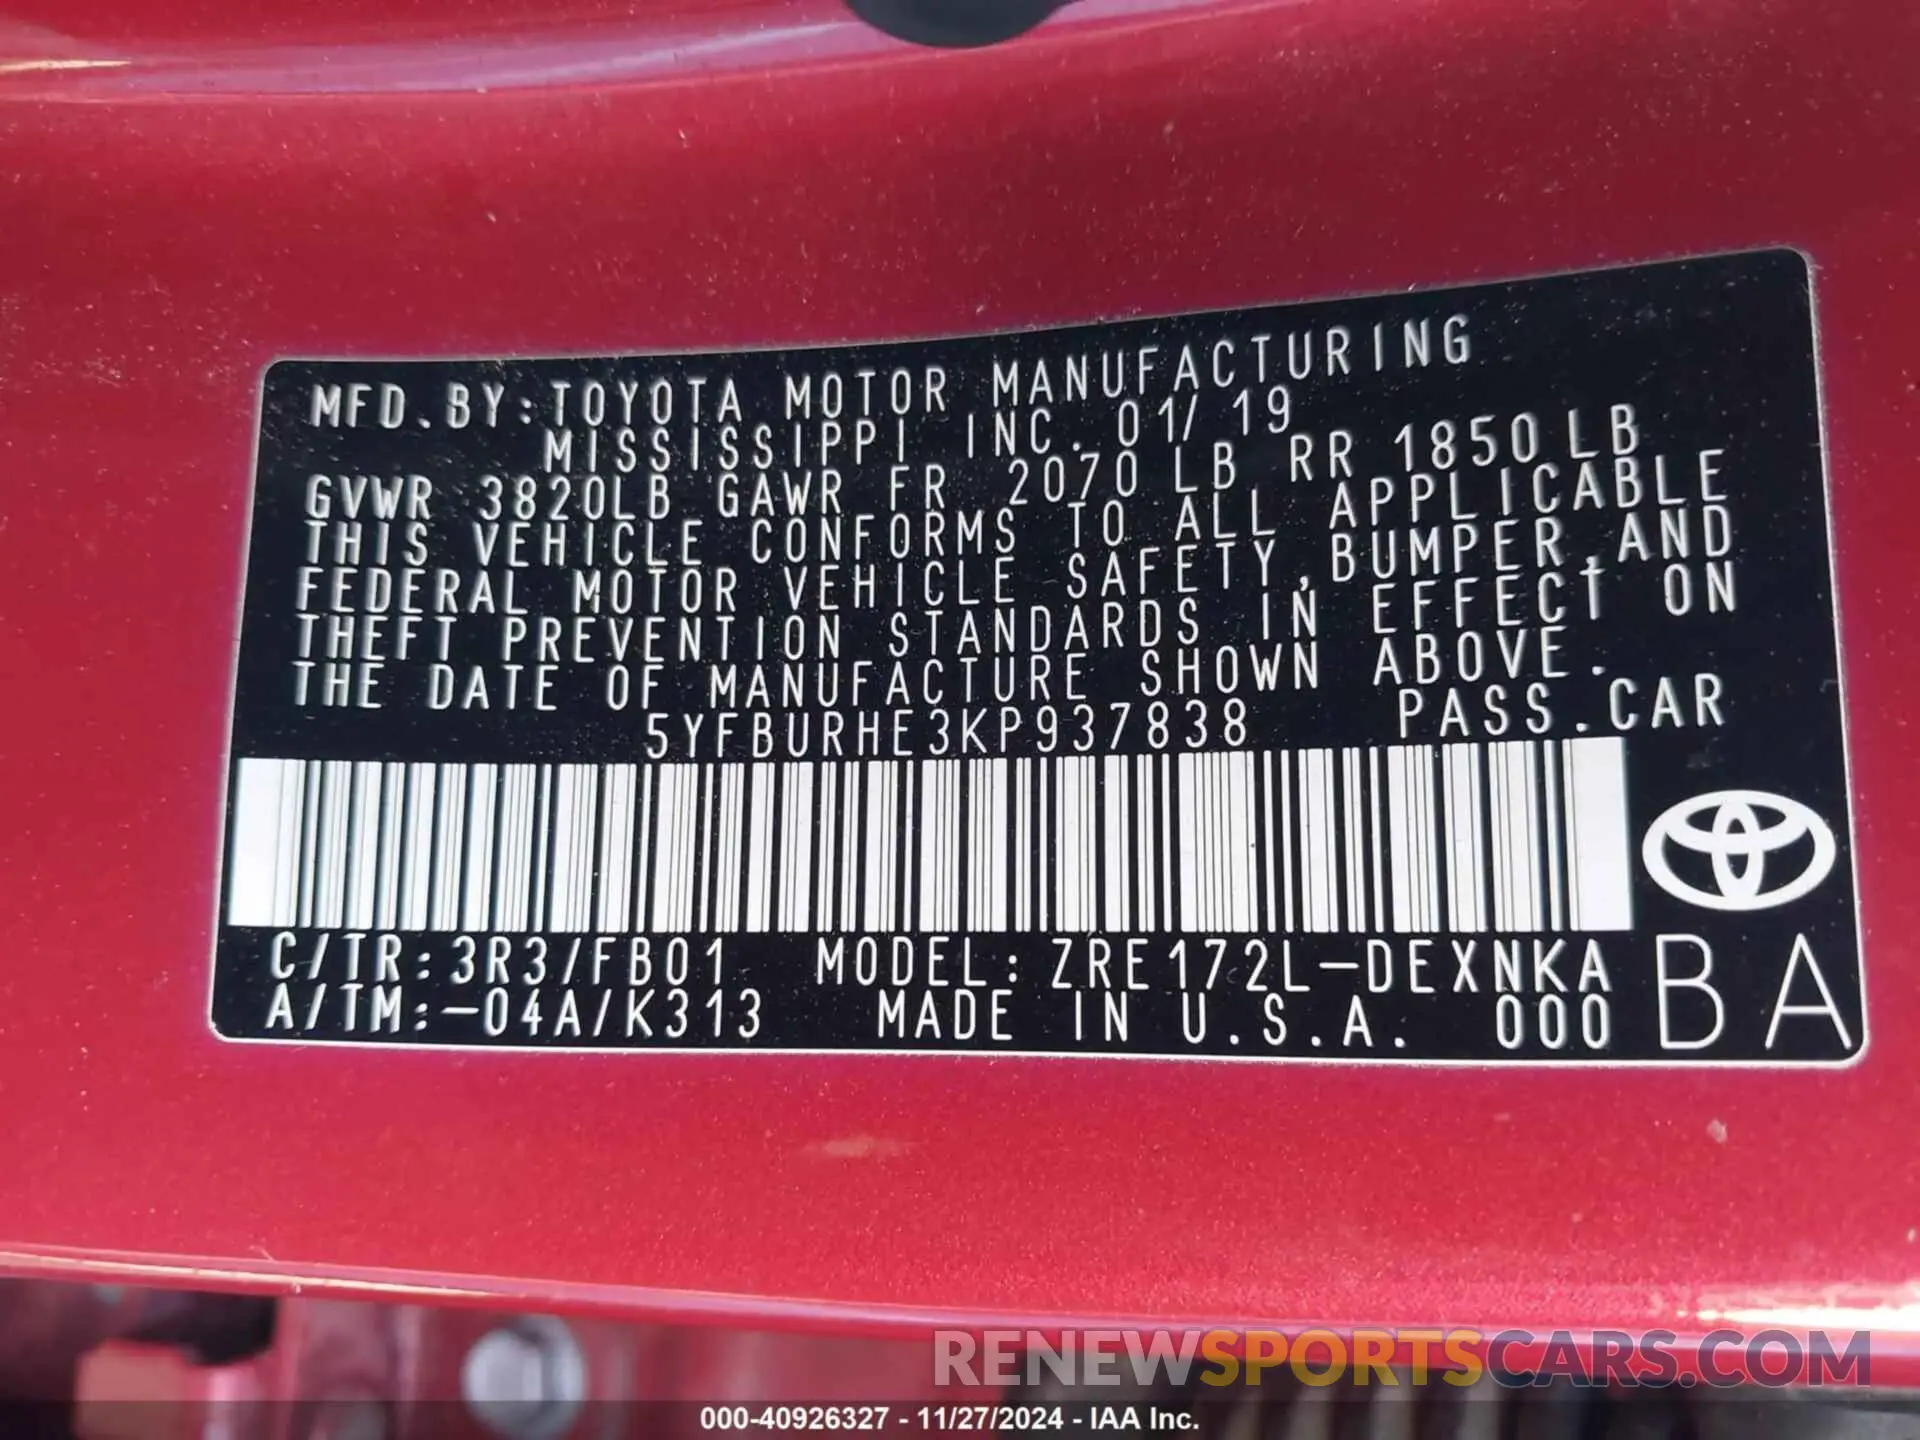 MFD.BY:TOYOTA MOTOR MANUFACTURING
MISSISSIPPI INC. 01/19
GVWR 3820LB GAWR FR 2070 LB RR 1850LB
THIS VEHICLE CONFORMS TO ALL APPLICABLE
FEDERAL MOTOR VEHICLE SAFETY,BUMPER,AND
THEFT PREVENTION STANDARDS IN EFFECT ON
THE DATE OF MANUFACTURE SHOWN ABOVE.
5YFBURHE3KP937838 PASS.CAR
C/TR:3R3/FB01 MODEL:ZRE172L-DEXNKA
A/TM:-04A/K313 MADE IN U.S.A. 000
BA
RENEWSPORTSCARS.COM
000-40926327 - 11/27/2024 - IAA Inc.